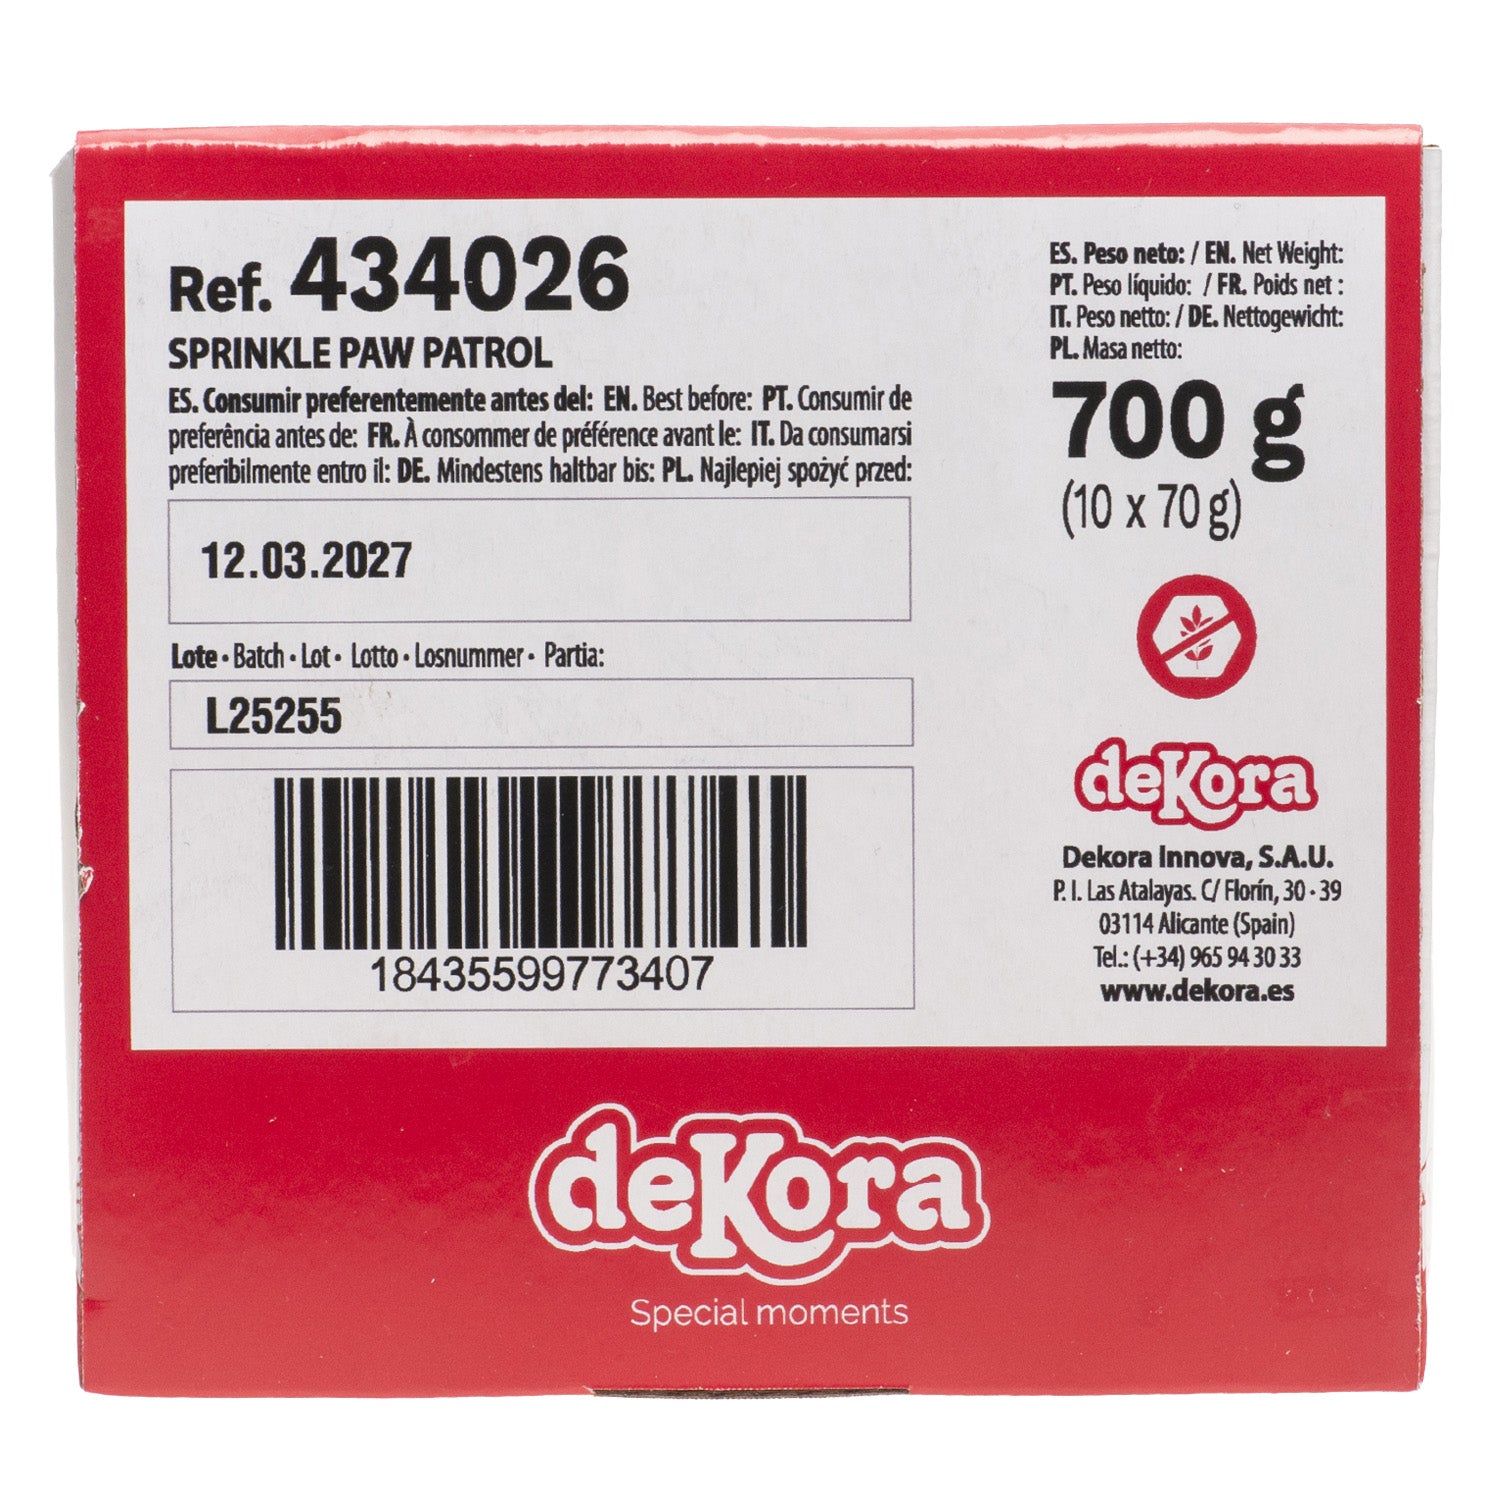 Ref. 434026
SPRINKLE PAW PATROL
ES. Consumir preferentemente antes del: EN. Best before: PT. Consumir de
preferência antes de: FR. À consommer de préférence avant le: IT. Da consumarsi
preferibilmente entro il: DE. Mindestens haltbar bis: PL. Najlepiej spożyć przed:
12.03.2027
Lote · Batch · Lot · Lotto · Losnummer · Partia:
L25255
18435599773407
ES. Peso neto: / EN. Net Weight:
PT. Peso líquido: / FR. Poids net :
IT. Peso netto: / DE. Nettogewicht:
PL. Masa netto:
700 g
(10 x 70 g)
deKora
Dekora Innova, S.A.U.
P. I. Las Atalayas. C/ Florín, 30 - 39
03114 Alicante (Spain)
Tel.: (+34) 965 94 30 33
www.dekora.es
deKora
Special moments